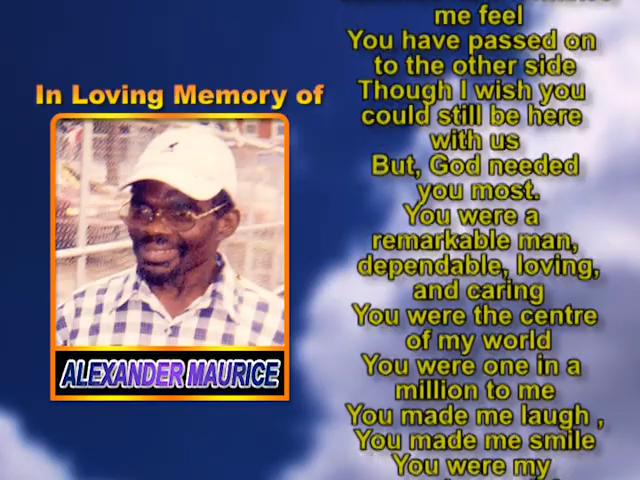 In Loving Memory of
ALEXANDER MAURICE
me feel
You have passed on
to the other side
Though I wish you
could still be here
with us
But, God needed
you most.
You were a
remarkable man,
dependable, loving,
and caring
You were the centre
of my world
You were one in a
million to me
You made me laugh ,
You made me smile
You were my